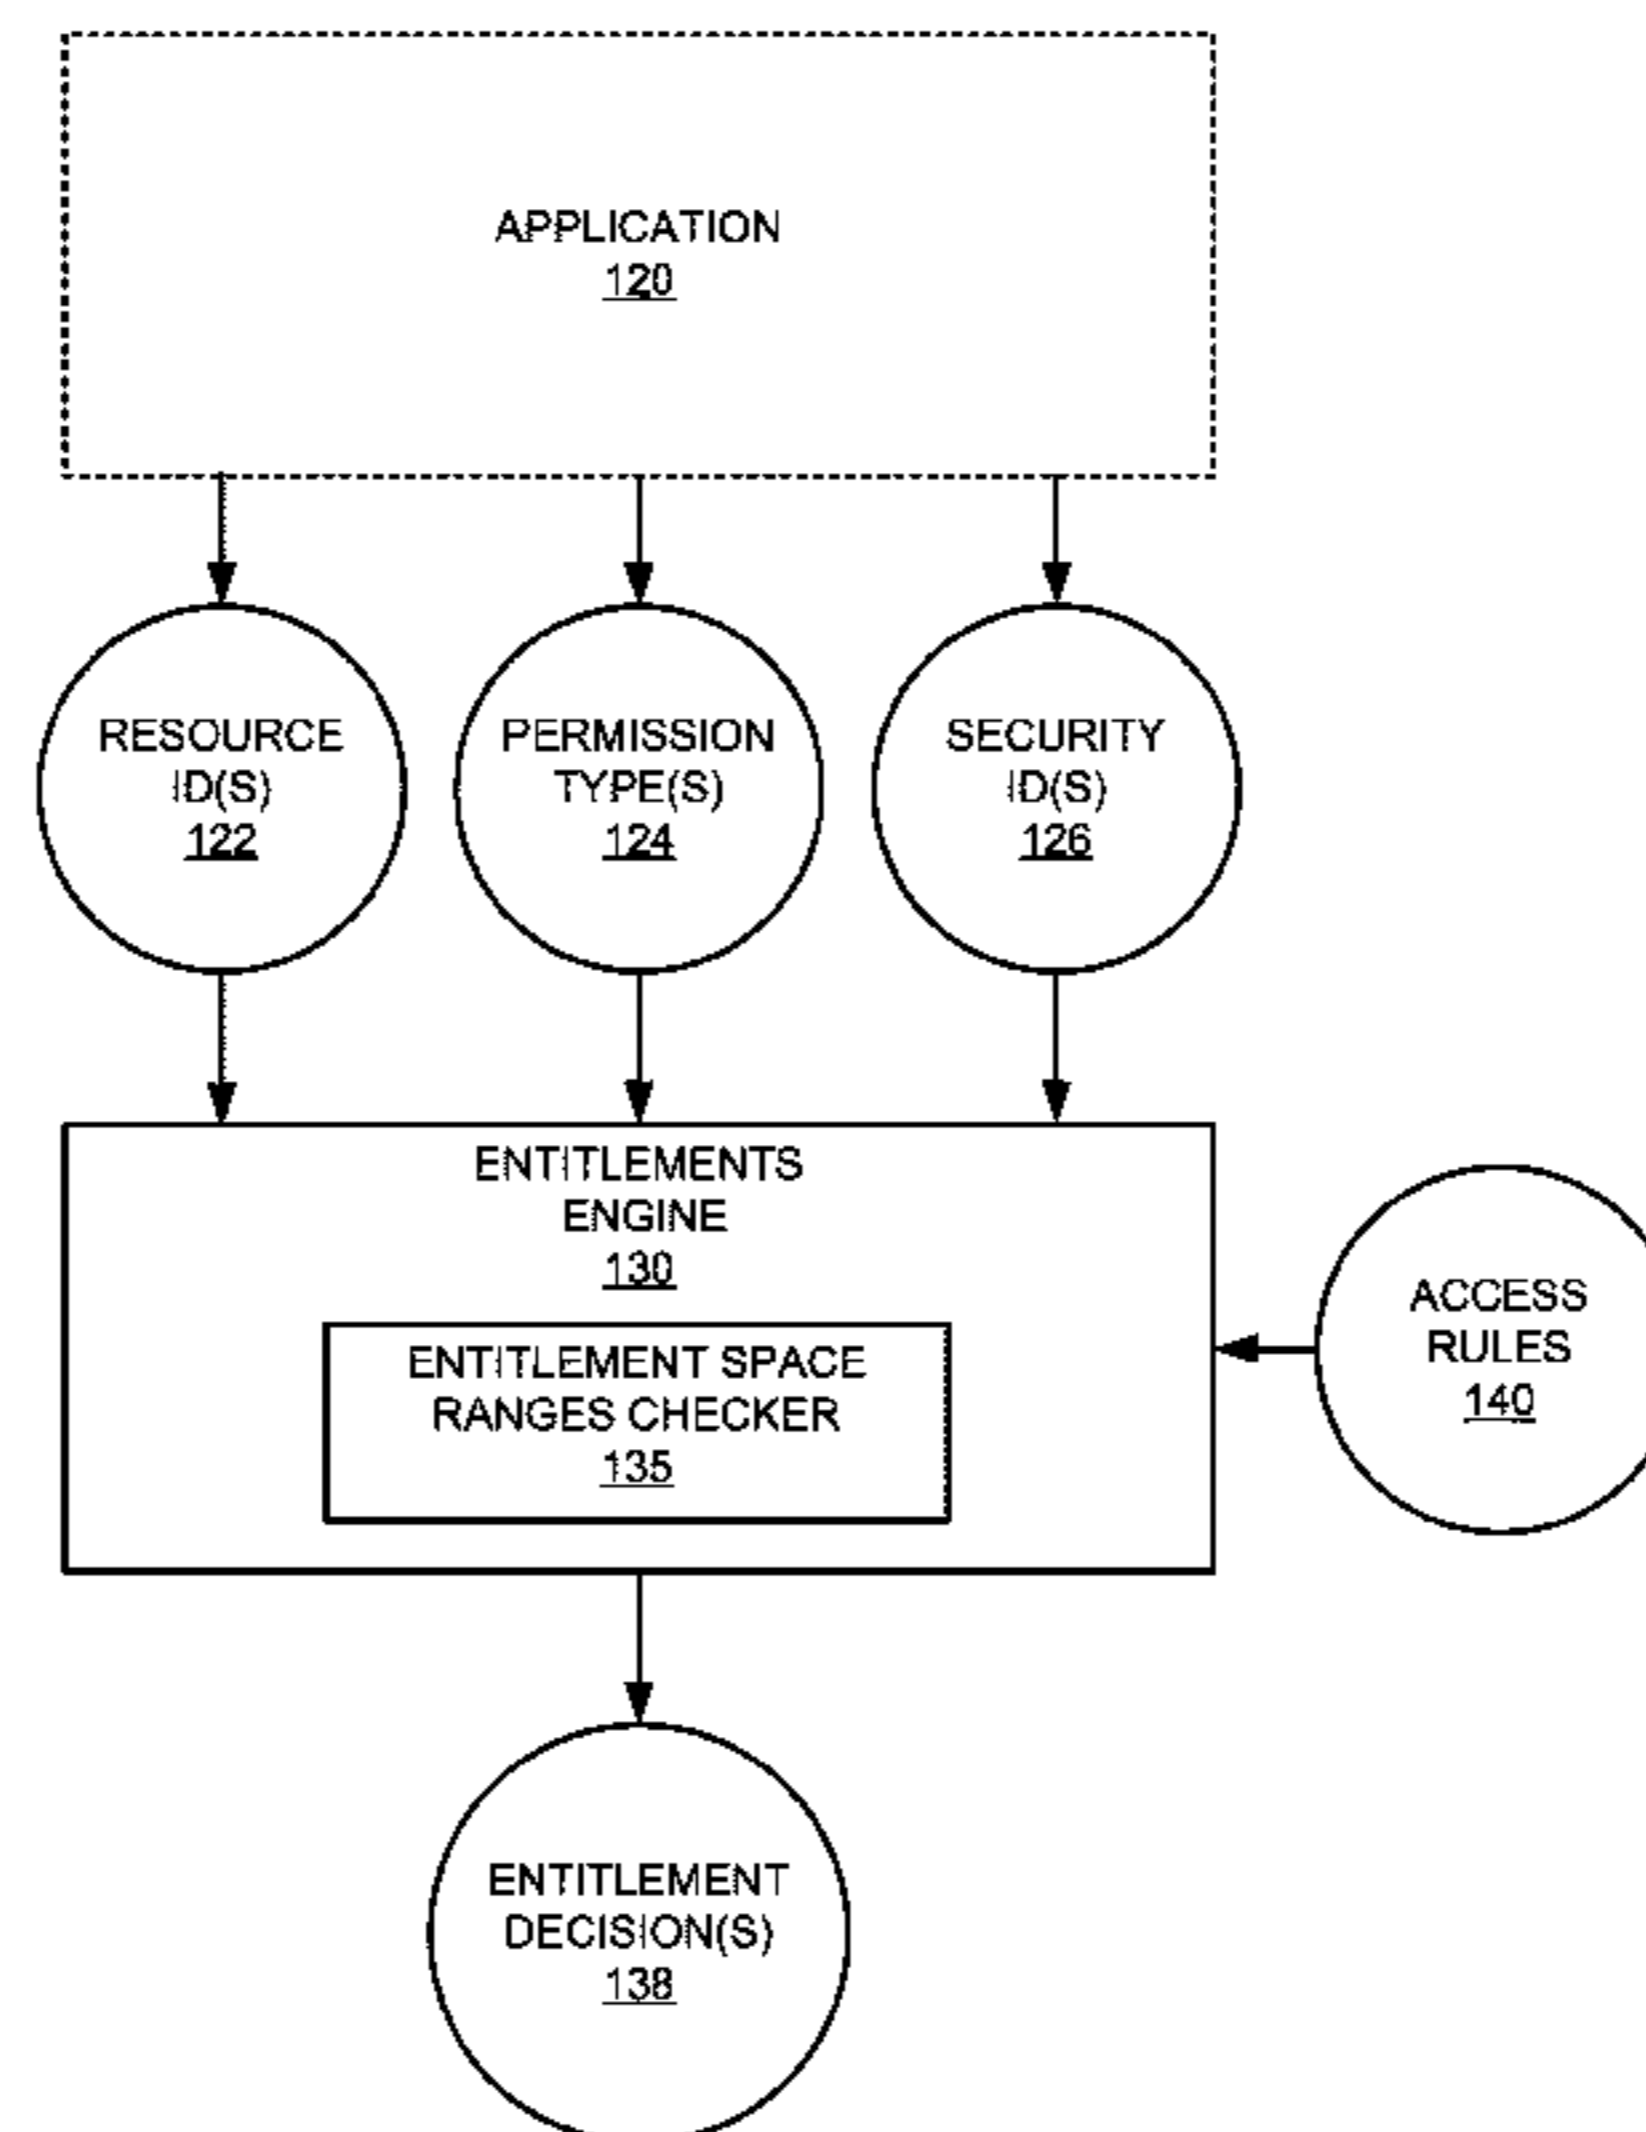 APPLICATION
120
RESOURCE
ID(S)
122
PERMISSION
TYPE(S)
124
SECURITY
ID(S)
126
ENTITLEMENTS
ENGINE
130
ENTITLEMENT SPACE
RANGES CHECKER
135
ACCESS
RULES
140
ENTITLEMENT
DECISION(S)
138